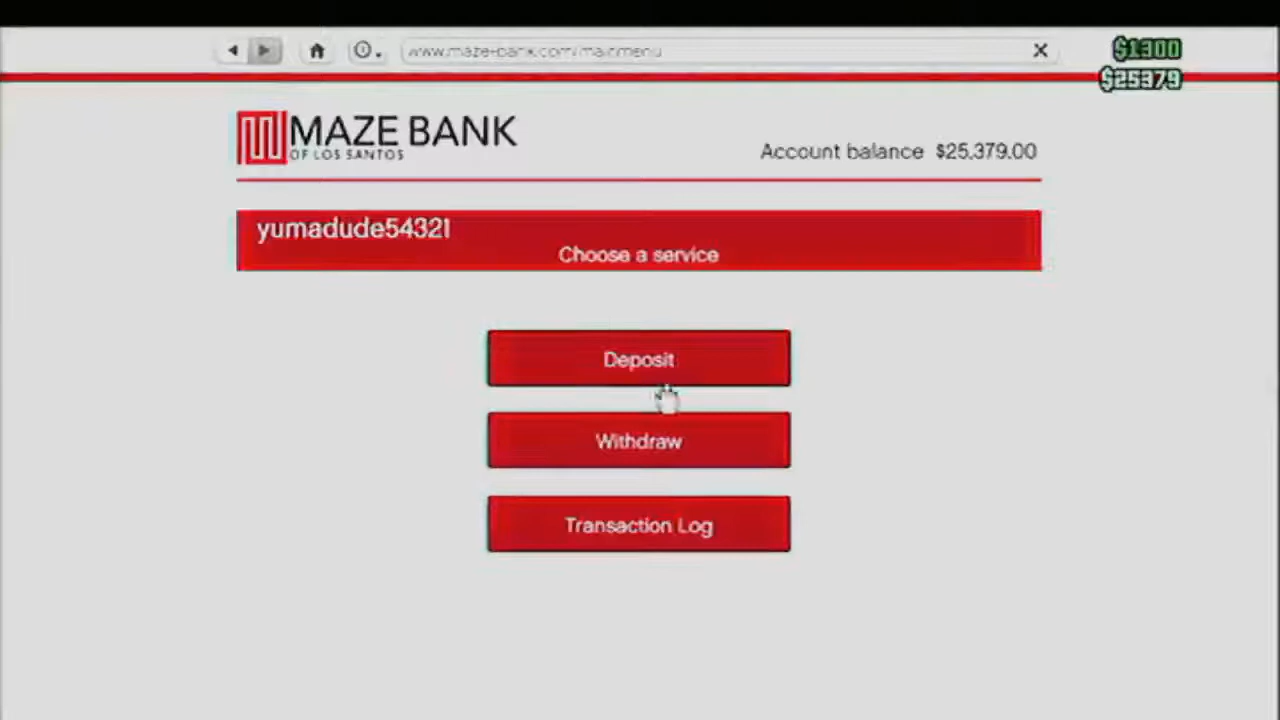 www.maze-bank.com/mainmenu
$1300
$25379
MAZE BANK
OF LOS SANTOS
Account balance $25,379.00
yumadude54321
Choose a service
Deposit
Withdraw
Transaction Log